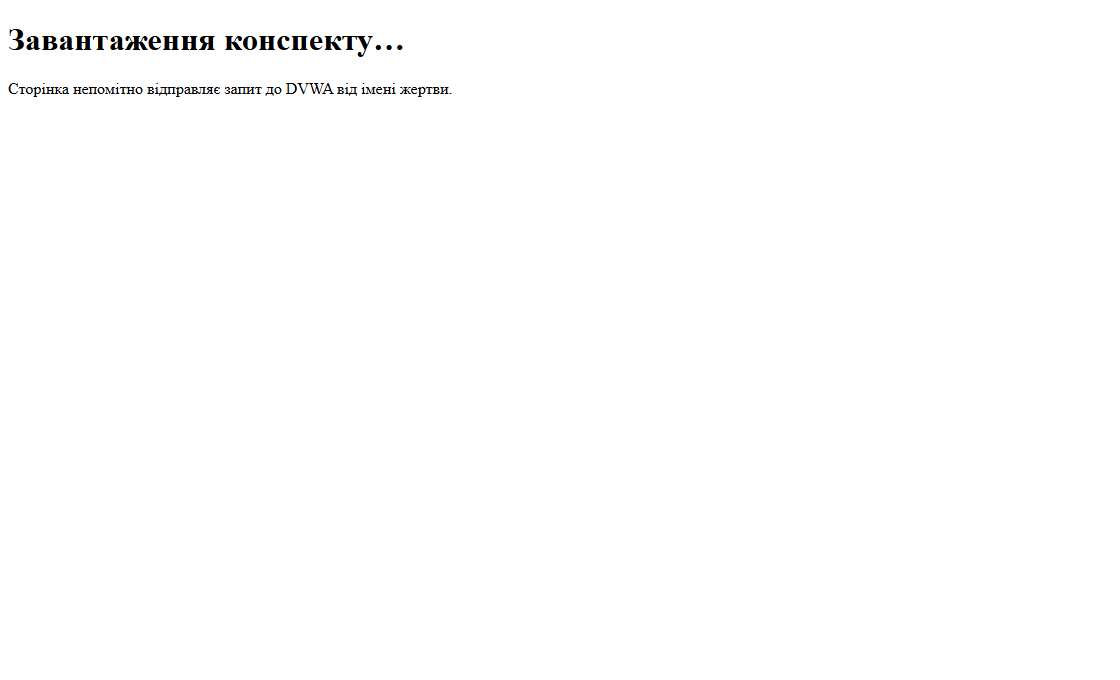 Завантаження конспекту…
Сторінка непомітно відправляє запит до DVWA від імені жертви.